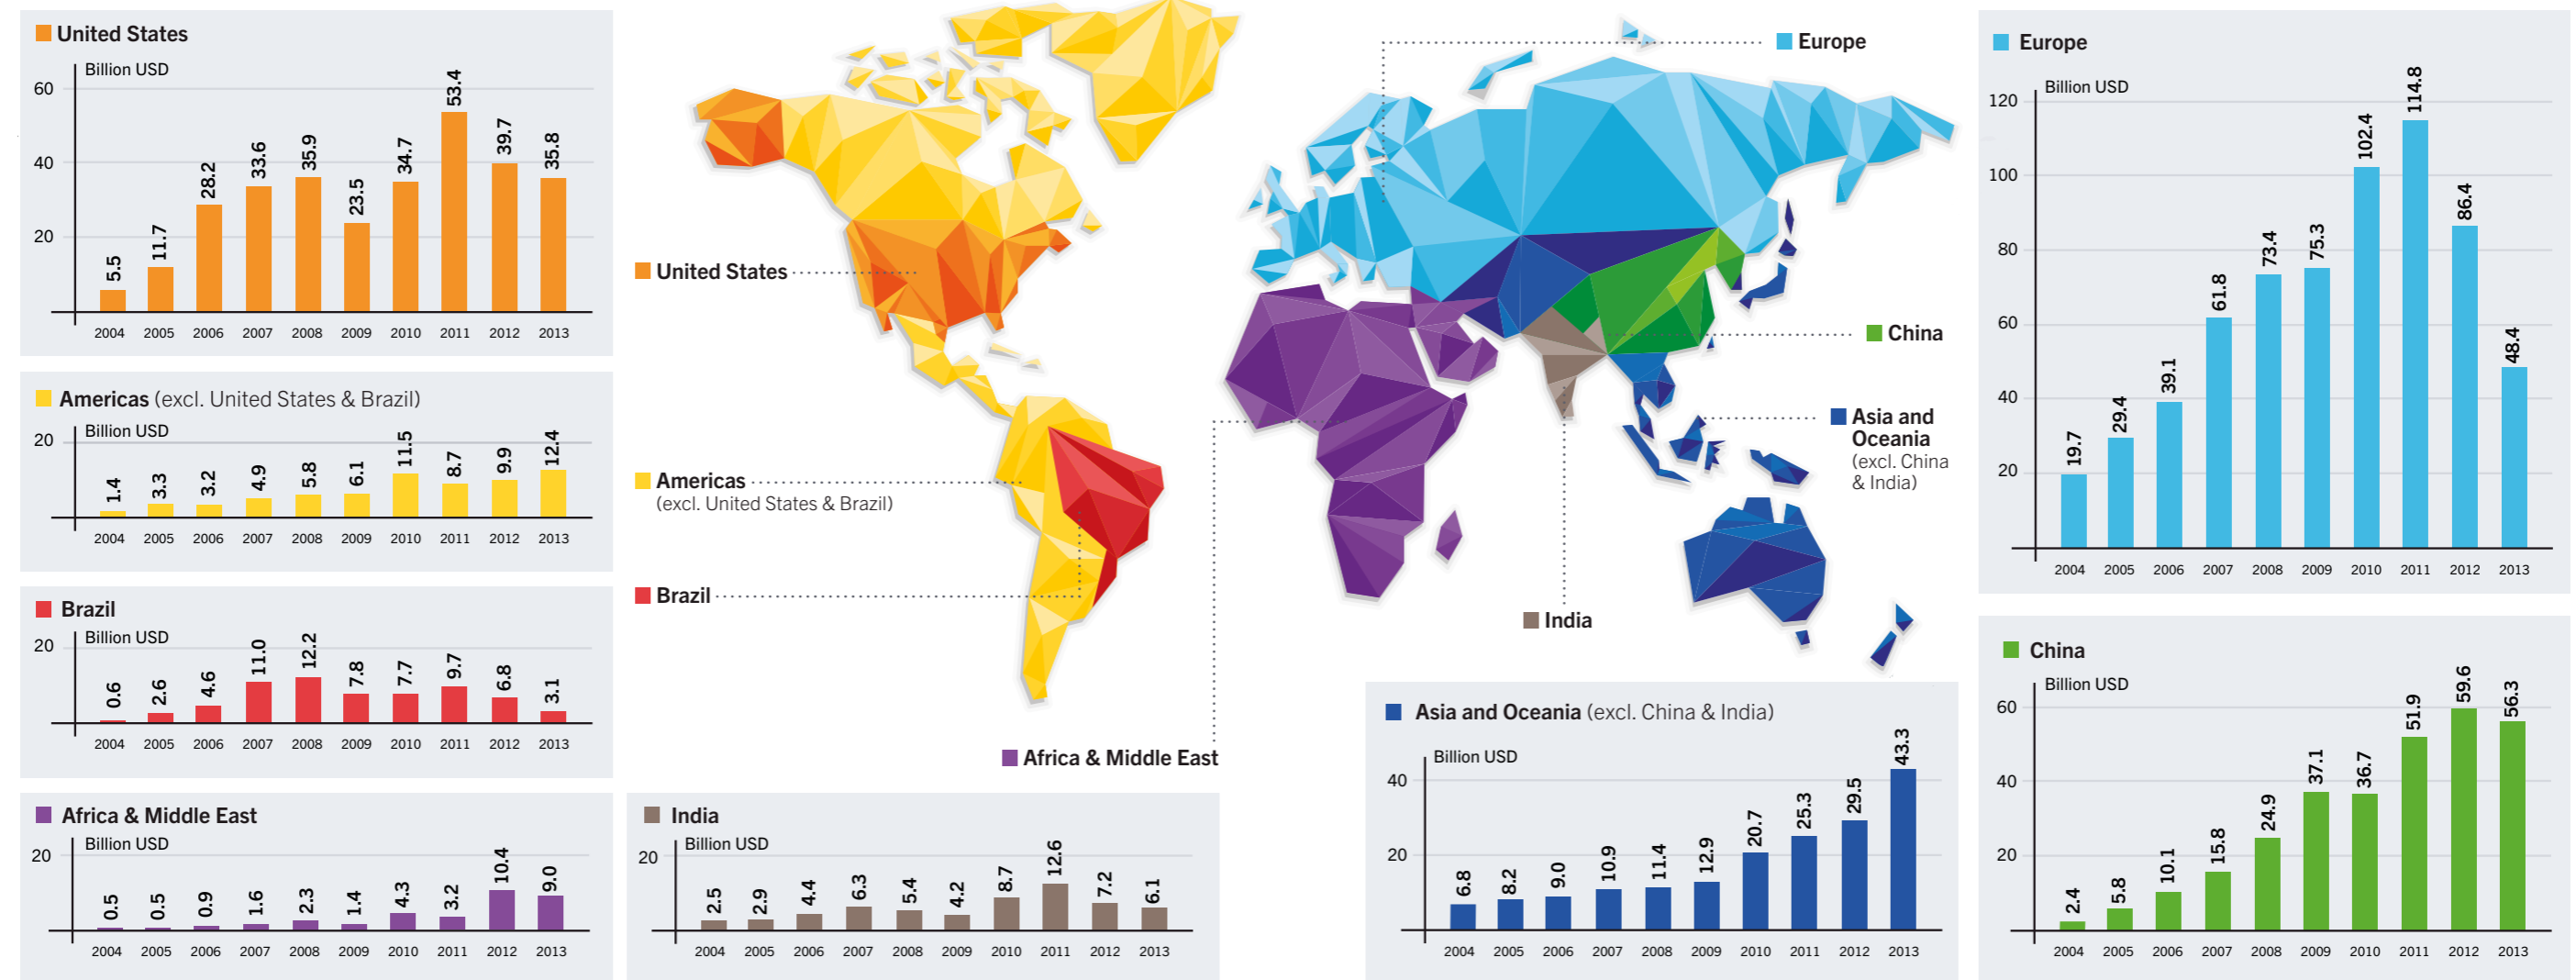 United States
Billion USD
60
40
20
5.5 11.7 28.2 33.6 35.9 23.5 34.7 53.4 39.7 35.8
2004 2005 2006 2007 2008 2009 2010 2011 2012 2013
Americas (excl. United States & Brazil)
Billion USD
20
1.4 3.3 3.2 4.9 5.8 6.1 11.5 8.7 9.9 12.4
2004 2005 2006 2007 2008 2009 2010 2011 2012 2013
Brazil
Billion USD
20
0.6 2.6 4.6 11.0 12.2 7.8 7.7 9.7 6.8 3.1
2004 2005 2006 2007 2008 2009 2010 2011 2012 2013
Africa & Middle East
Billion USD
20
0.5 0.5 0.9 1.6 2.3 1.4 4.3 3.2 10.4 9.0
2004 2005 2006 2007 2008 2009 2010 2011 2012 2013
United States
Americas
(excl. United States & Brazil)
Brazil
Africa & Middle East
Europe
China
Asia and
Oceania
(excl. China
& India)
India
India
Billion USD
20
2.5 2.9 4.4 6.3 5.4 4.2 8.7 12.6 7.2 6.1
2004 2005 2006 2007 2008 2009 2010 2011 2012 2013
Asia and Oceania (excl. China & India)
Billion USD
40
20
6.8 8.2 9.0 10.9 11.4 12.9 20.7 25.3 29.5 43.3
2004 2005 2006 2007 2008 2009 2010 2011 2012 2013
Europe
Billion USD
120
100
80
60
40
20
19.7 29.4 39.1 61.8 73.4 75.3 102.4 114.8 86.4 48.4
2004 2005 2006 2007 2008 2009 2010 2011 2012 2013
China
Billion USD
60
40
20
2.4 5.8 10.1 15.8 24.9 37.1 36.7 51.9 59.6 56.3
2004 2005 2006 2007 2008 2009 2010 2011 2012 2013